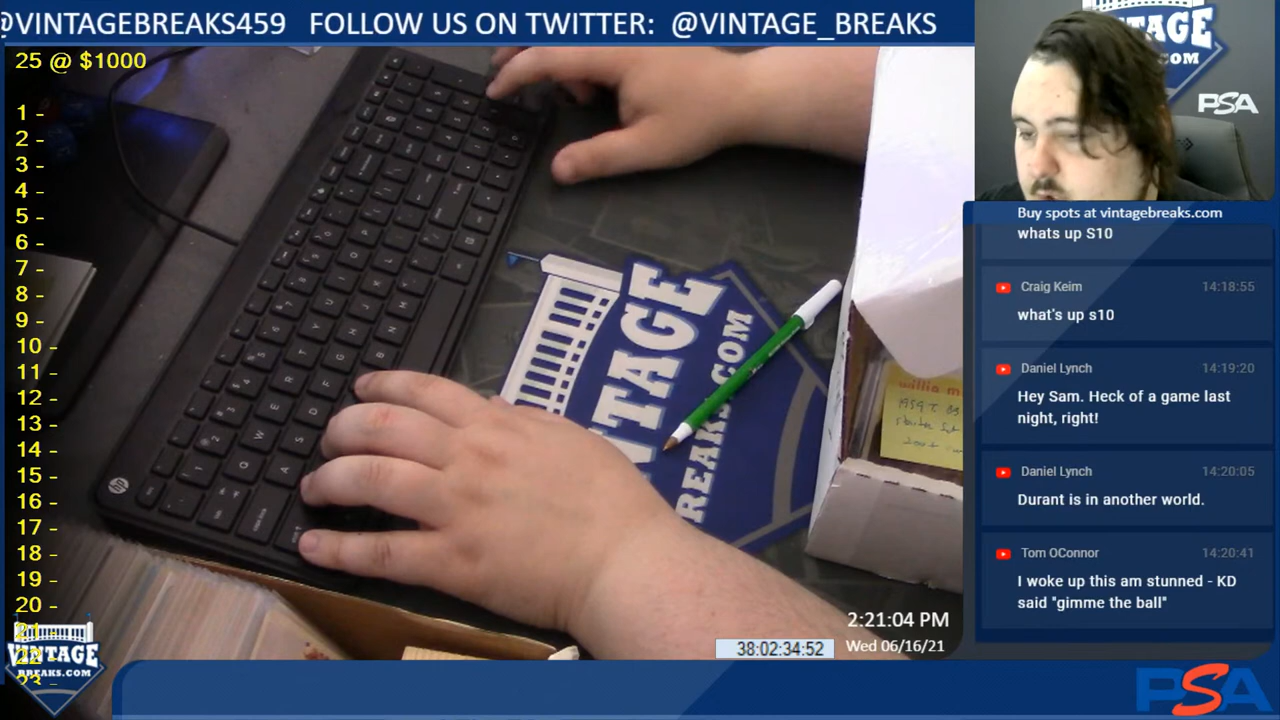 @VINTAGEBREAKS459 FOLLOW US ON TWITTER: @VINTAGE_BREAKS
25 @ $1000
1 -
2 -
3 -
4 -
5 -
6 -
7 -
8 -
9 -
10 -
11 -
12 -
13 -
14 -
15 -
16 -
17 -
18 -
19 -
20 -
21 -
22 -
23 -
VINTAGE
BREAKS.COM
VINTAGE
BREAKS.COM
willie
1959
2:21:04 PM
38:02:34:52
Wed 06/16/21
VINTAGE
.COM
PSA
Buy spots at vintagebreaks.com
whats up S10
Craig Keim 14:18:55
what's up s10
Daniel Lynch 14:19:20
Hey Sam. Heck of a game last
night, right!
Daniel Lynch 14:20:05
Durant is in another world.
Tom OConnor 14:20:41
I woke up this am stunned - KD
said "gimme the ball"
PSA